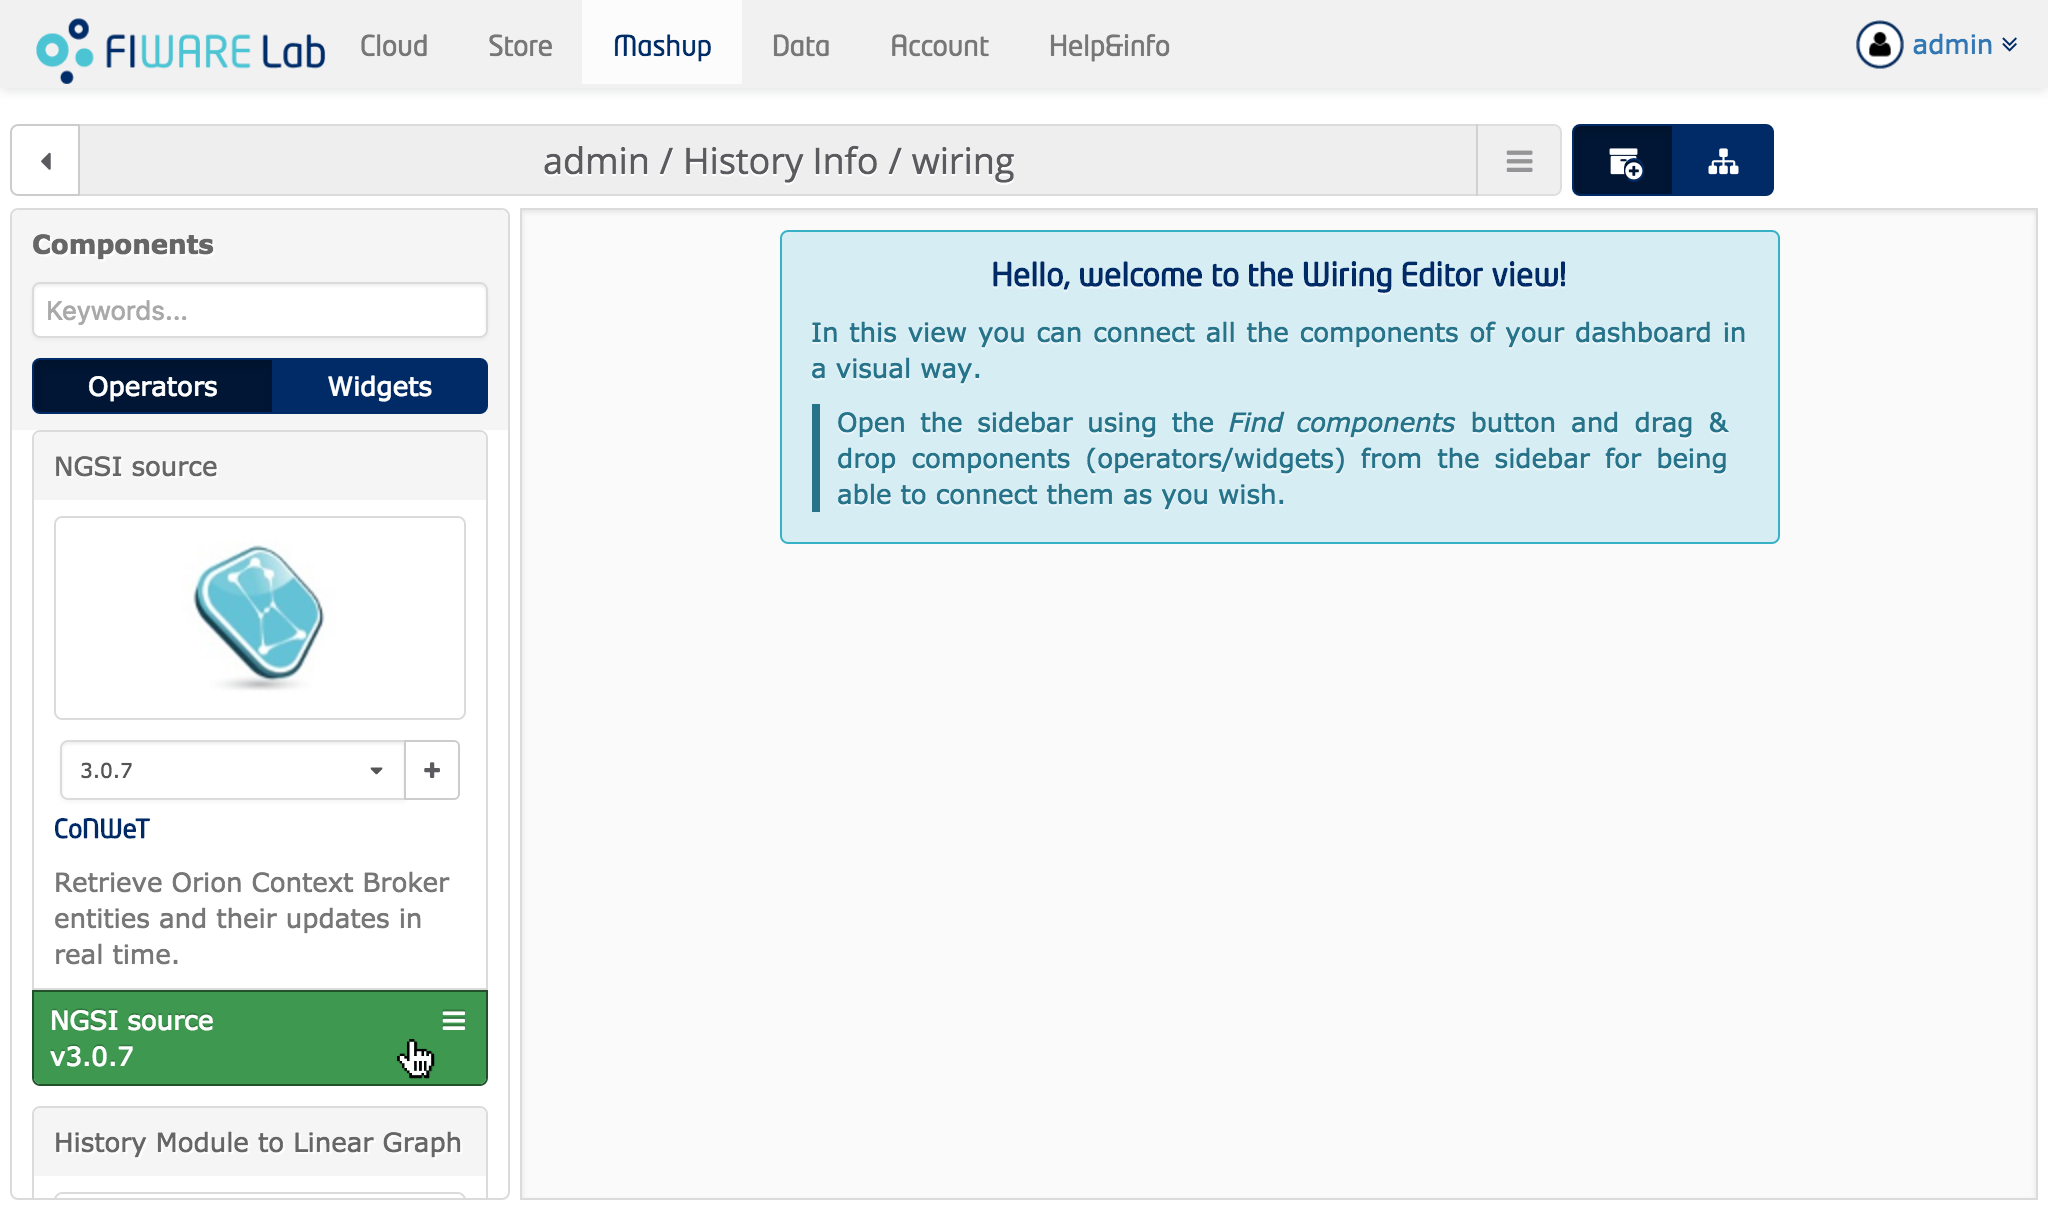 FIWARE Lab Cloud Store Mashup Data Account Help&info admin
admin / History Info / wiring
Components
Keywords...
Operators Widgets
NGSI source
3.0.7
CoNWeT
Retrieve Orion Context Broker
entities and their updates in
real time.
NGSI source
v3.0.7
History Module to Linear Graph
Hello, welcome to the Wiring Editor view!
In this view you can connect all the components of your dashboard in
a visual way.
Open the sidebar using the Find components button and drag &
drop components (operators/widgets) from the sidebar for being
able to connect them as you wish.